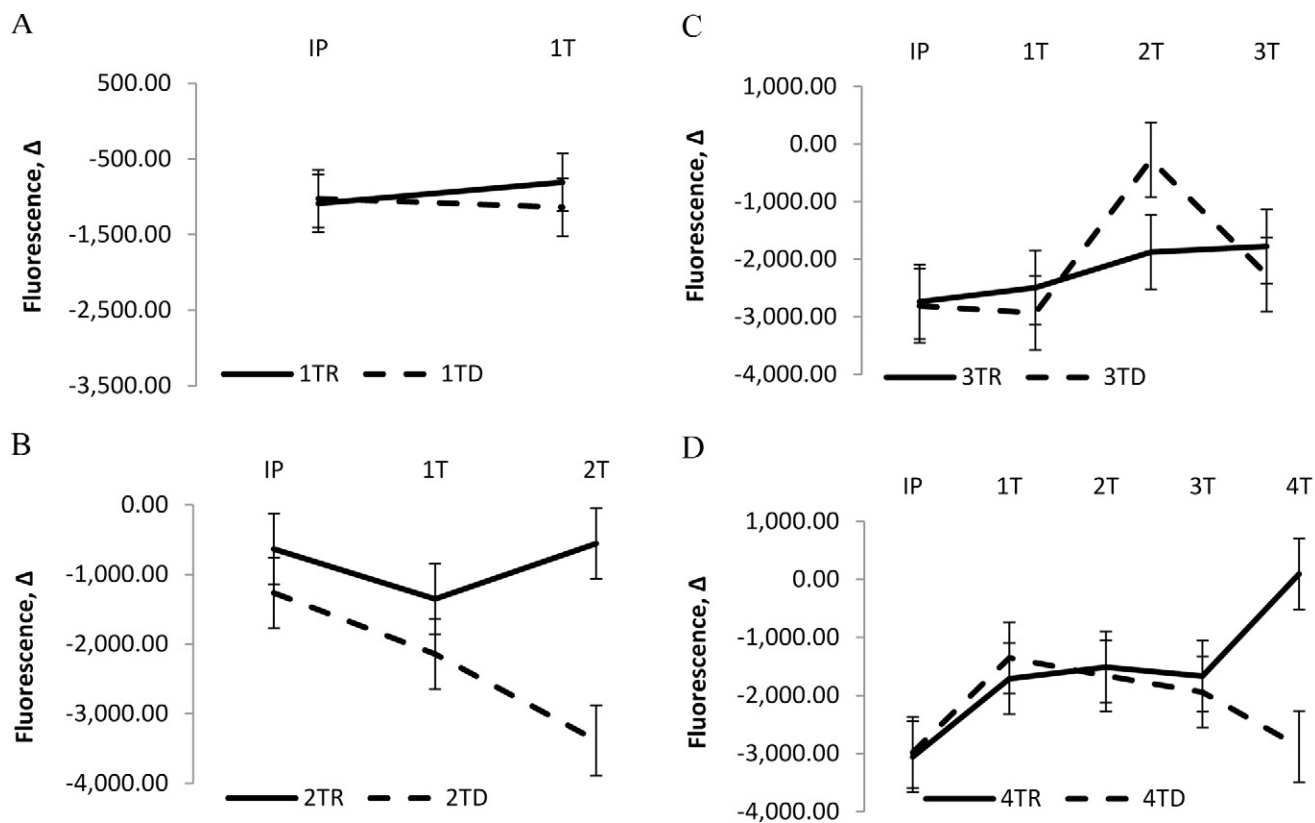 A
IP 1T
500.00
-500.00
-1,500.00
-2,500.00
-3,500.00
Fluorescence, Δ
1TR 1TD
B
IP 1T 2T
0.00
-1,000.00
-2,000.00
-3,000.00
-4,000.00
Fluorescence, Δ
2TR 2TD
C
IP 1T 2T 3T
1,000.00
0.00
-1,000.00
-2,000.00
-3,000.00
-4,000.00
Fluorescence, Δ
3TR 3TD
D
IP 1T 2T 3T 4T
1,000.00
0.00
-1,000.00
-2,000.00
-3,000.00
-4,000.00
Fluorescence, Δ
4TR 4TD